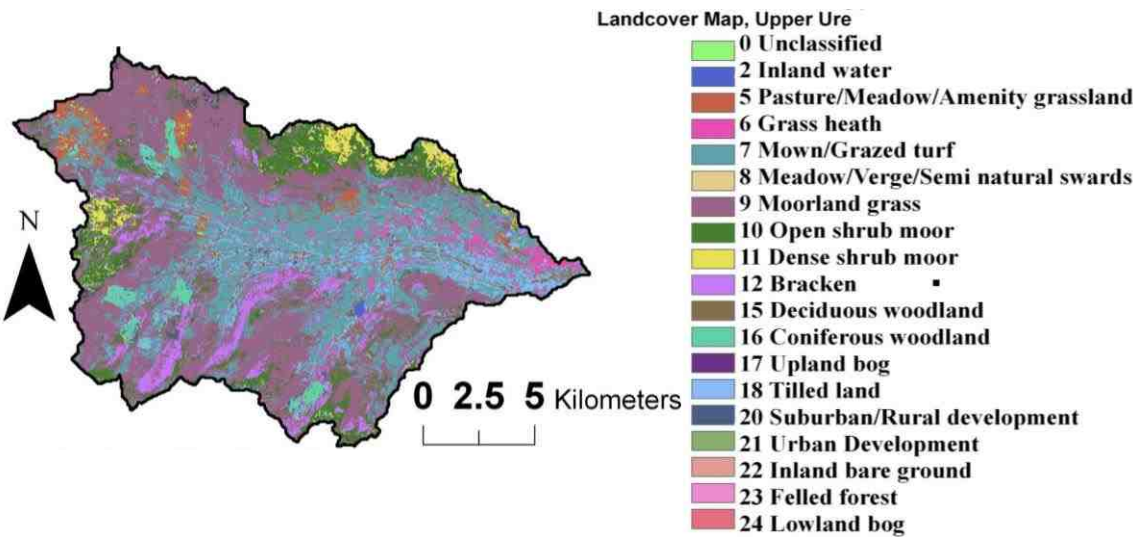 Landcover Map, Upper Ure
0 Unclassified
2 Inland water
5 Pasture/Meadow/Amenity grassland
6 Grass heath
7 Mown/Grazed turf
8 Meadow/Verge/Semi natural swards
9 Moorland grass
10 Open shrub moor
11 Dense shrub moor
12 Bracken
15 Deciduous woodland
16 Coniferous woodland
17 Upland bog
18 Tilled land
20 Suburban/Rural development
21 Urban Development
22 Inland bare ground
23 Felled forest
24 Lowland bog
N
0 2.5 5 Kilometers